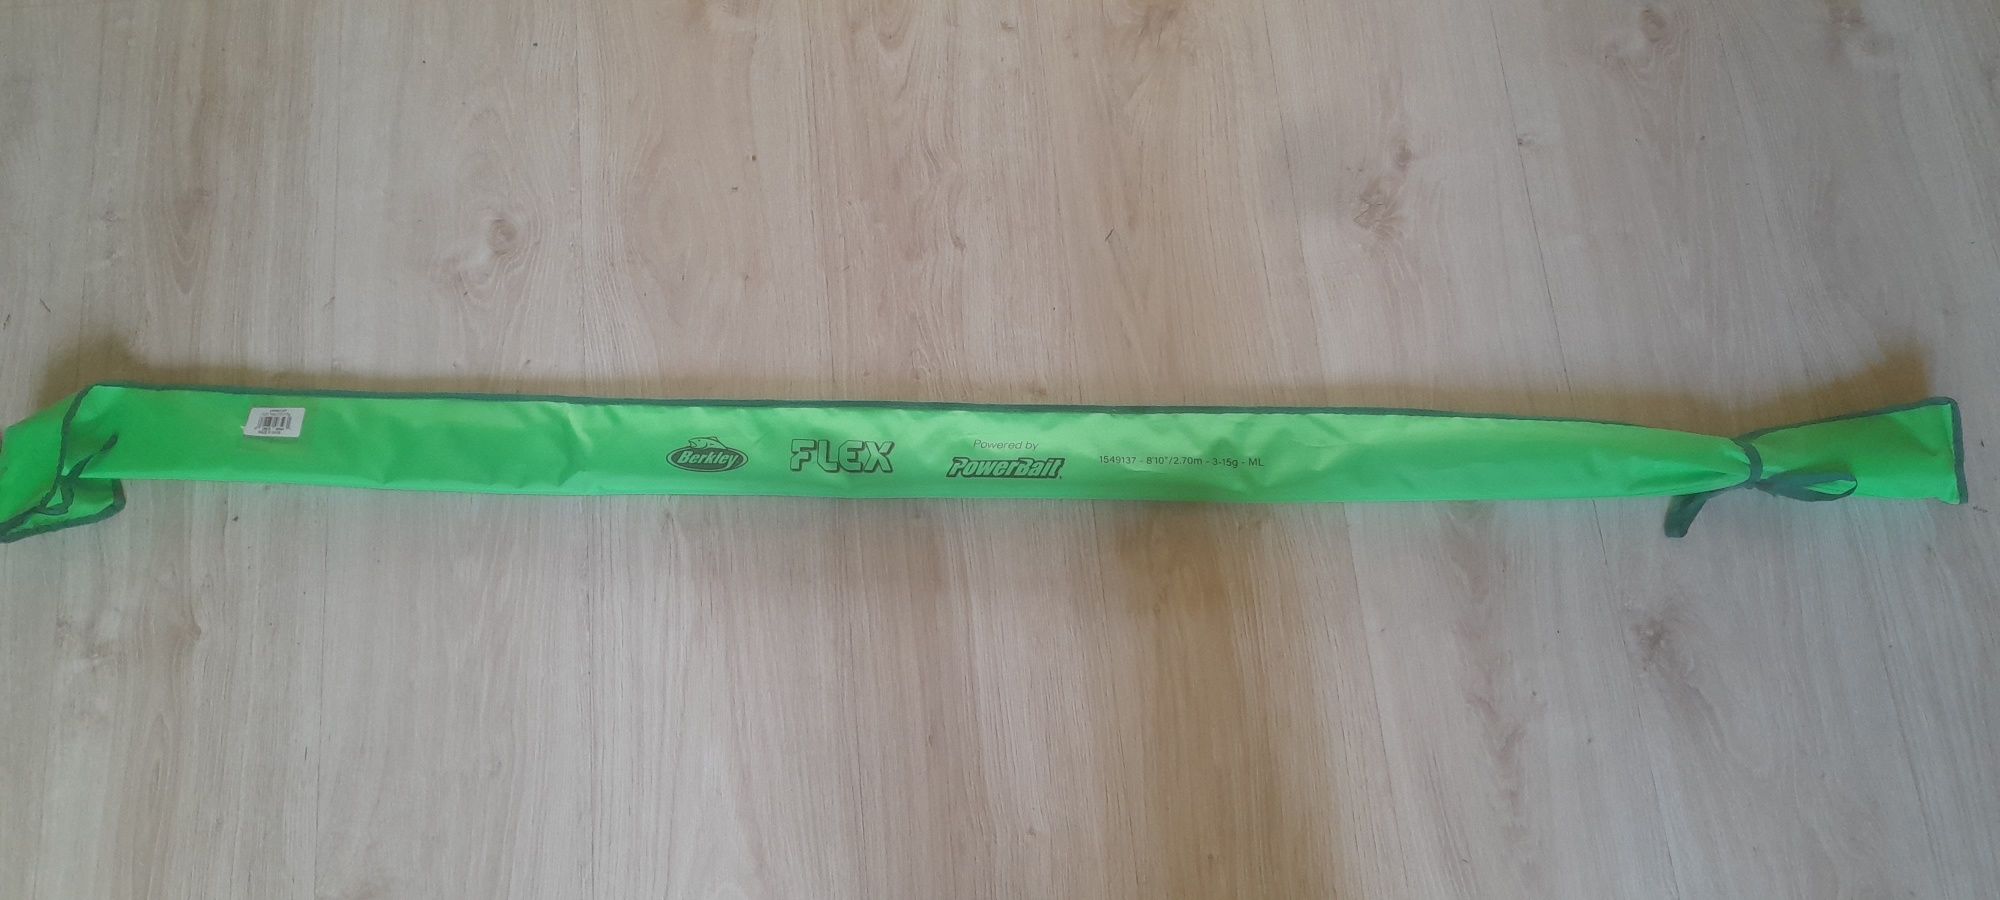 Berkley
FLEX
Powered by
PowerBait
1549137 - 8'10"/2.70m - 3-15g - ML